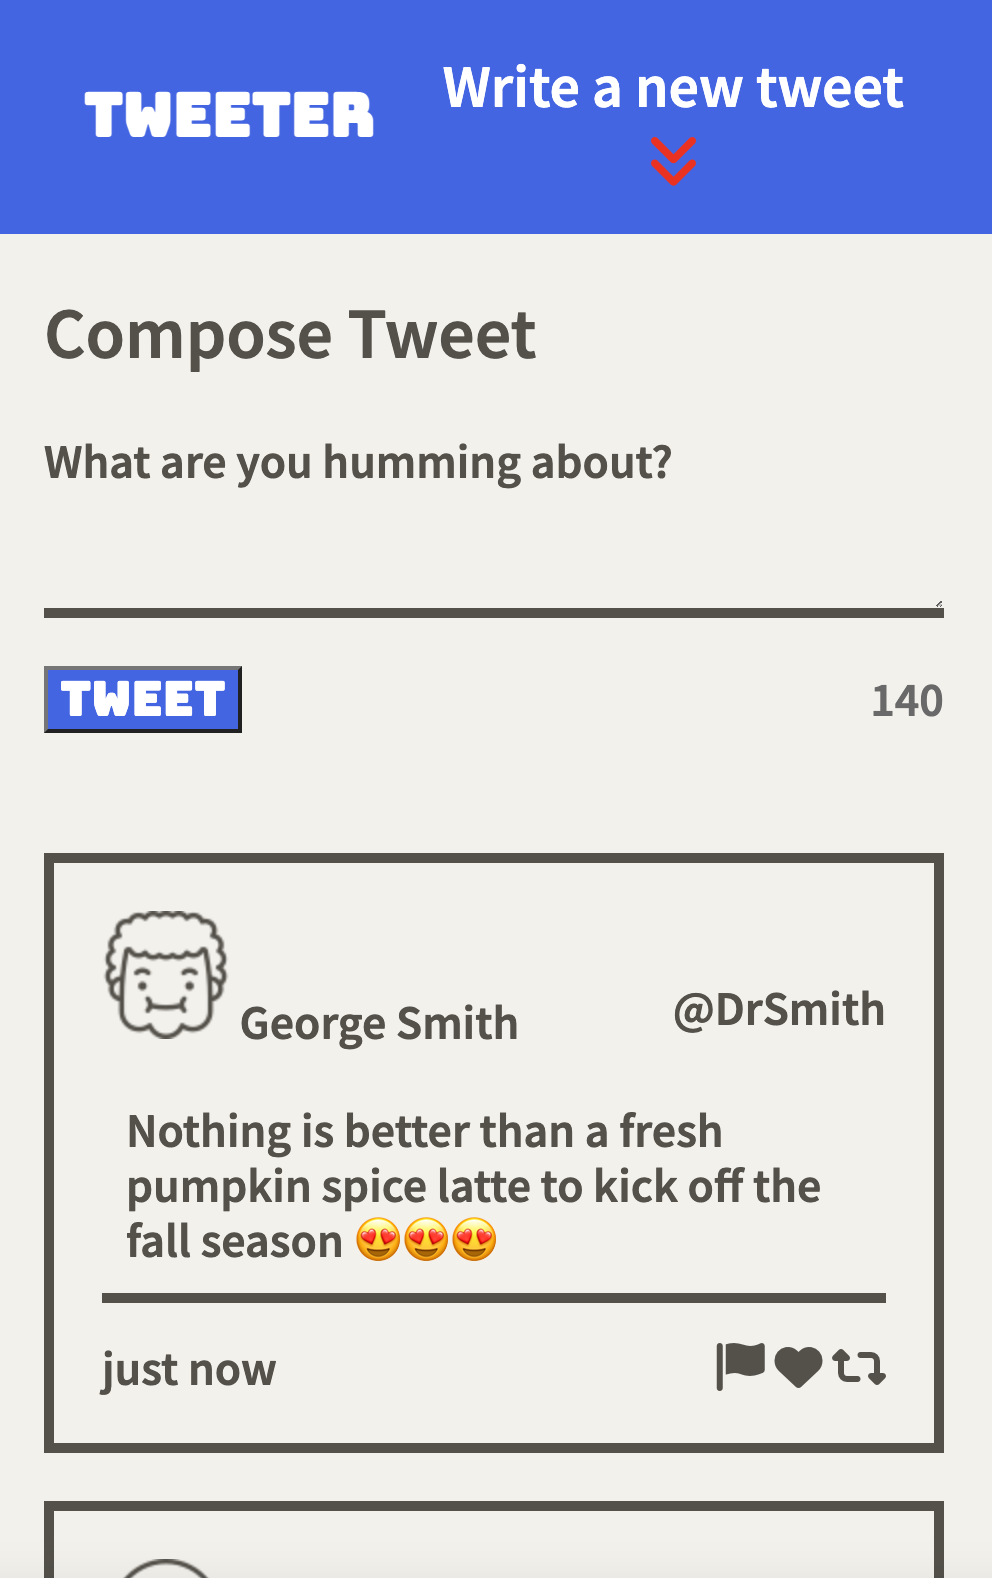 TWEETER
Write a new tweet
Compose Tweet
What are you humming about?
TWEET
140
George Smith
@DrSmith
Nothing is better than a fresh
pumpkin spice latte to kick off the
fall season 😍😍😍
just now